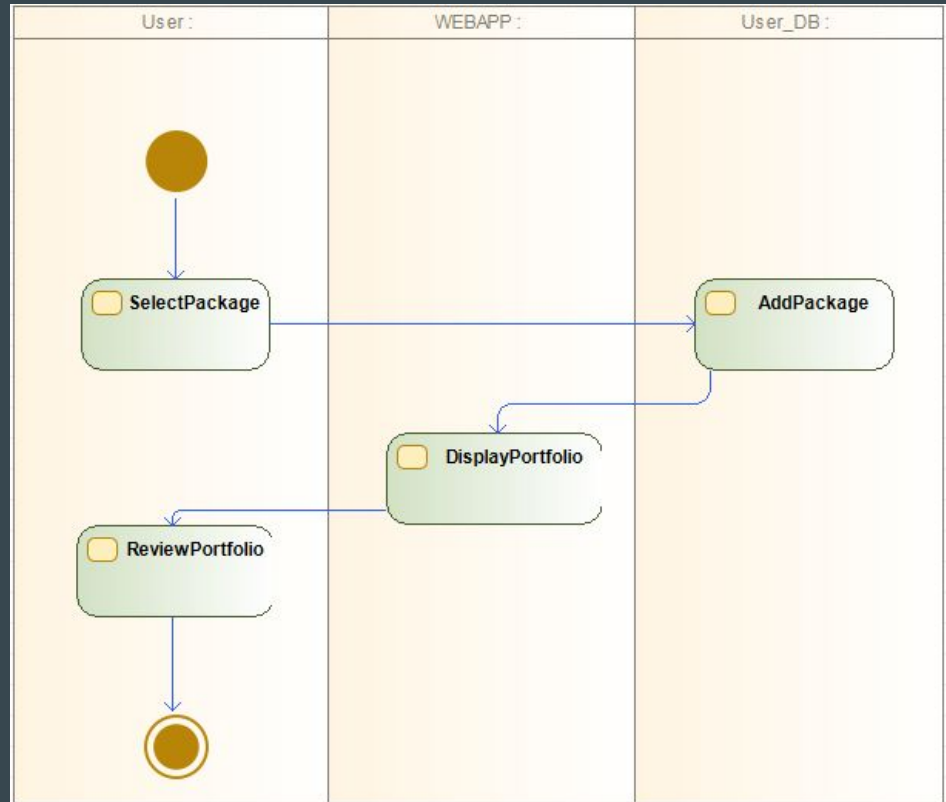 User :
WEBAPP :
User_DB :
SelectPackage
AddPackage
DisplayPortfolio
ReviewPortfolio